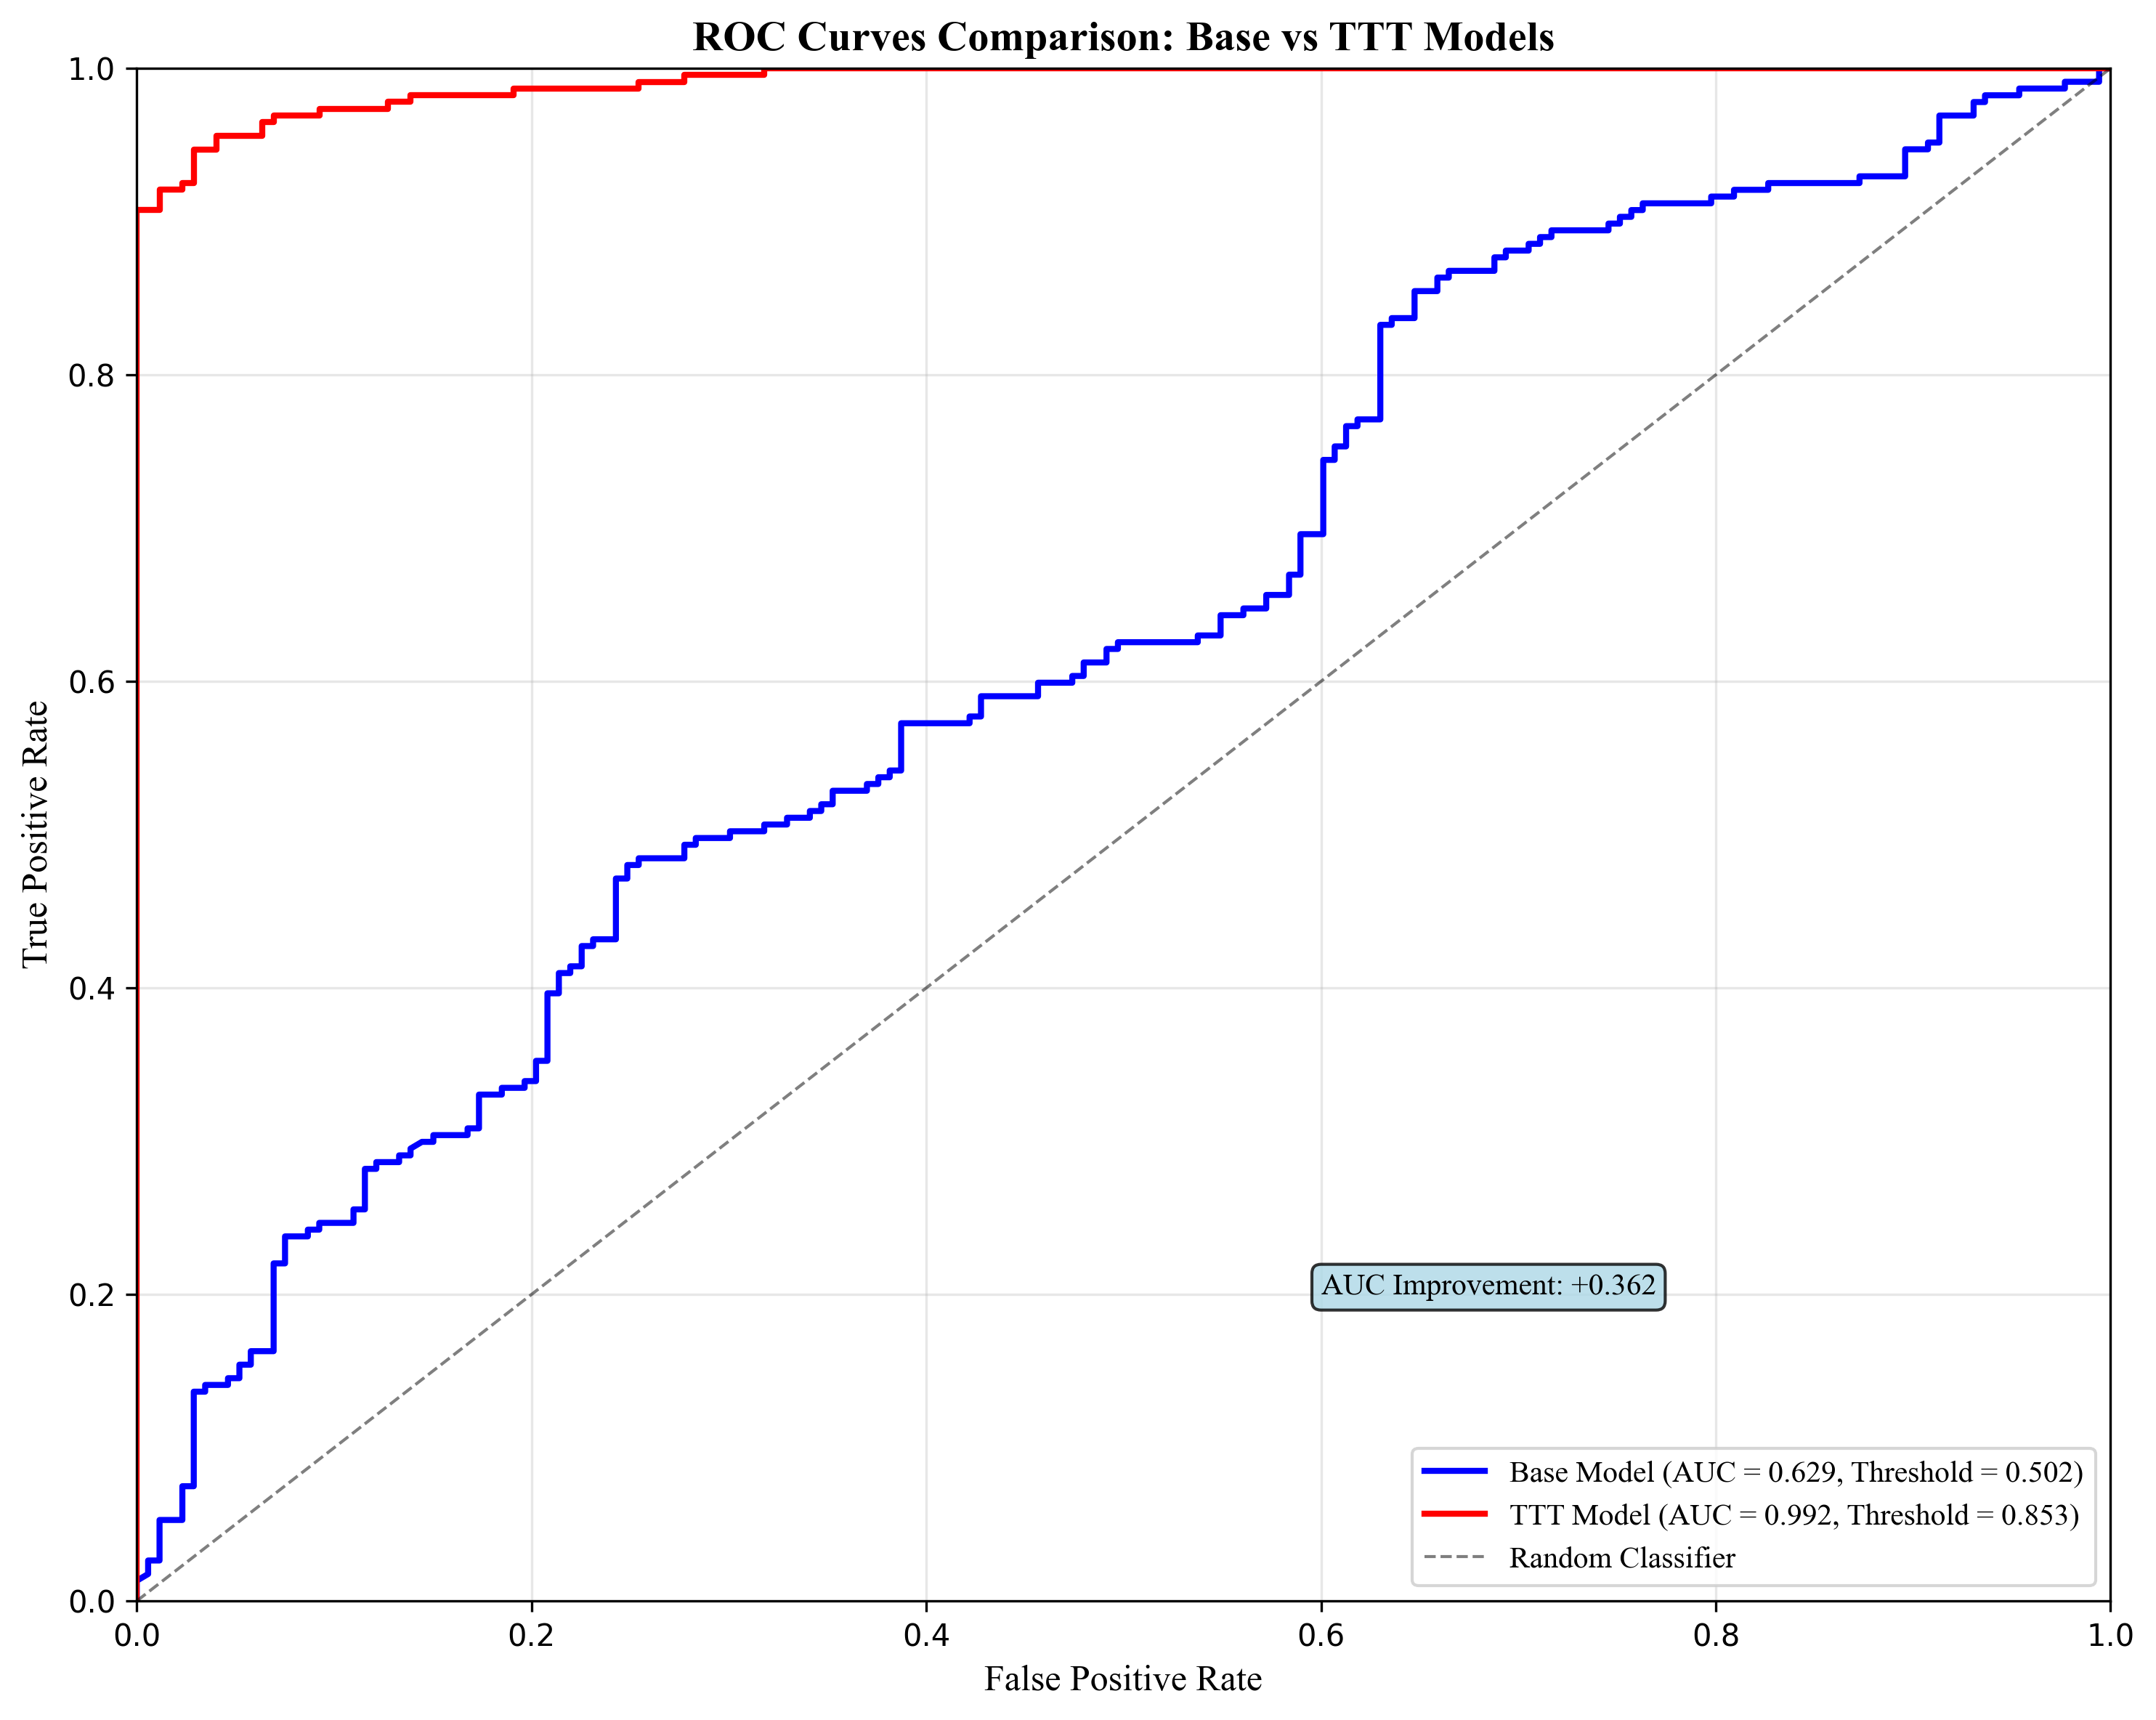 ROC Curves Comparison: Base vs TTT Models
1.0
0.8
0.6
0.4
0.2
0.0
True Positive Rate
AUC Improvement: +0.362
Base Model (AUC = 0.629, Threshold = 0.502)
TTT Model (AUC = 0.992, Threshold = 0.853)
Random Classifier
0.0 0.2 0.4 0.6 0.8 1.0
False Positive Rate